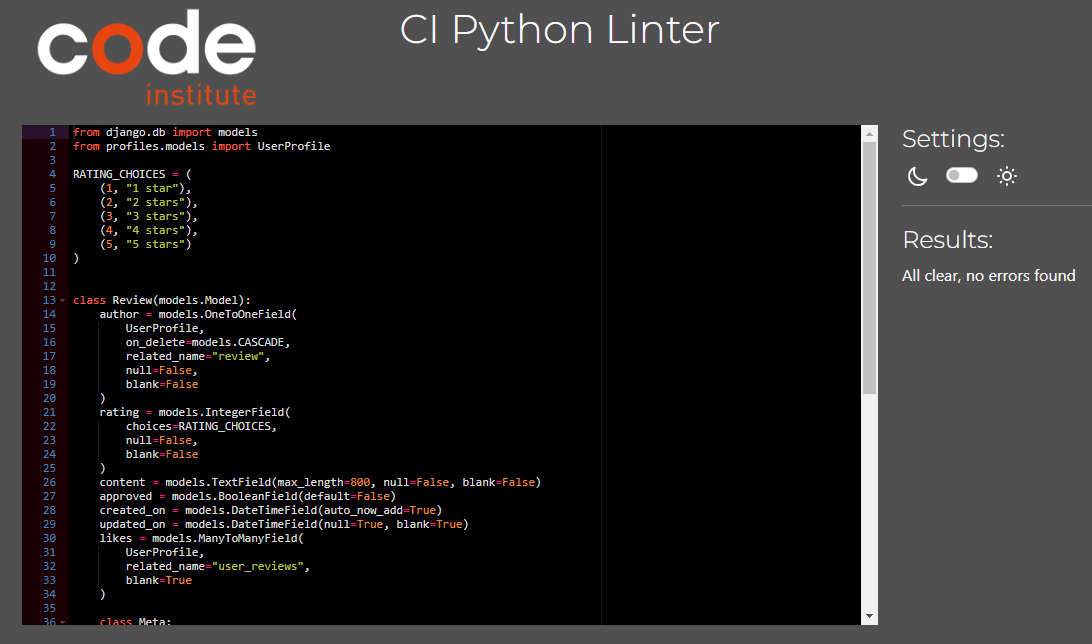 code
institute
CI Python Linter
1 from django.db import models
2 from profiles.models import UserProfile
3
4 RATING_CHOICES = (
5     (1, "1 star"),
6     (2, "2 stars"),
7     (3, "3 stars"),
8     (4, "4 stars"),
9     (5, "5 stars")
10 )
11
12
13 class Review(models.Model):
14     author = models.OneToOneField(
15         UserProfile,
16         on_delete=models.CASCADE,
17         related_name="review",
18         null=False,
19         blank=False
20     )
21     rating = models.IntegerField(
22         choices=RATING_CHOICES,
23         null=False,
24         blank=False
25     )
26     content = models.TextField(max_length=800, null=False, blank=False)
27     approved = models.BooleanField(default=False)
28     created_on = models.DateTimeField(auto_now_add=True)
29     updated_on = models.DateTimeField(null=True, blank=True)
30     likes = models.ManyToManyField(
31         UserProfile,
32         related_name="user_reviews",
33         blank=True
34     )
35
36     class Meta:
Settings:
Results:
All clear, no errors found